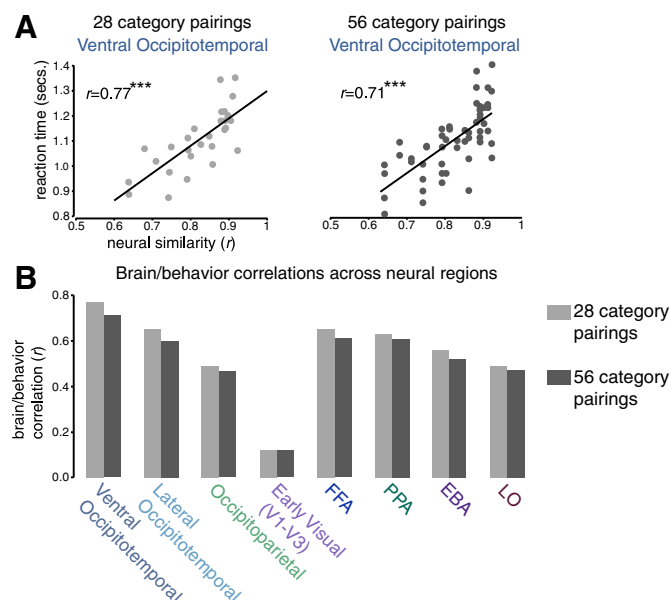 A
28 category pairings
Ventral Occipitotemporal
56 category pairings
Ventral Occipitotemporal
reaction time (secs.)
1.4
1.3
1.2
1.1
1.0
0.9
0.8
r=0.77***
r=0.71***
0.5 0.6 0.7 0.8 0.9 1
0.5 0.6 0.7 0.8 0.9 1
neural similarity (r)
B
Brain/behavior correlations across neural regions
brain/behavior
correlation (r)
0.8
0.6
0.4
0.2
0.0
28 category
pairings
56 category
pairings
Ventral
Occipitotemporal
Lateral
Occipitotemporal
Occipitoparietal
Early Visual
(V1-V3)
FFA
PPA
EBA
LO